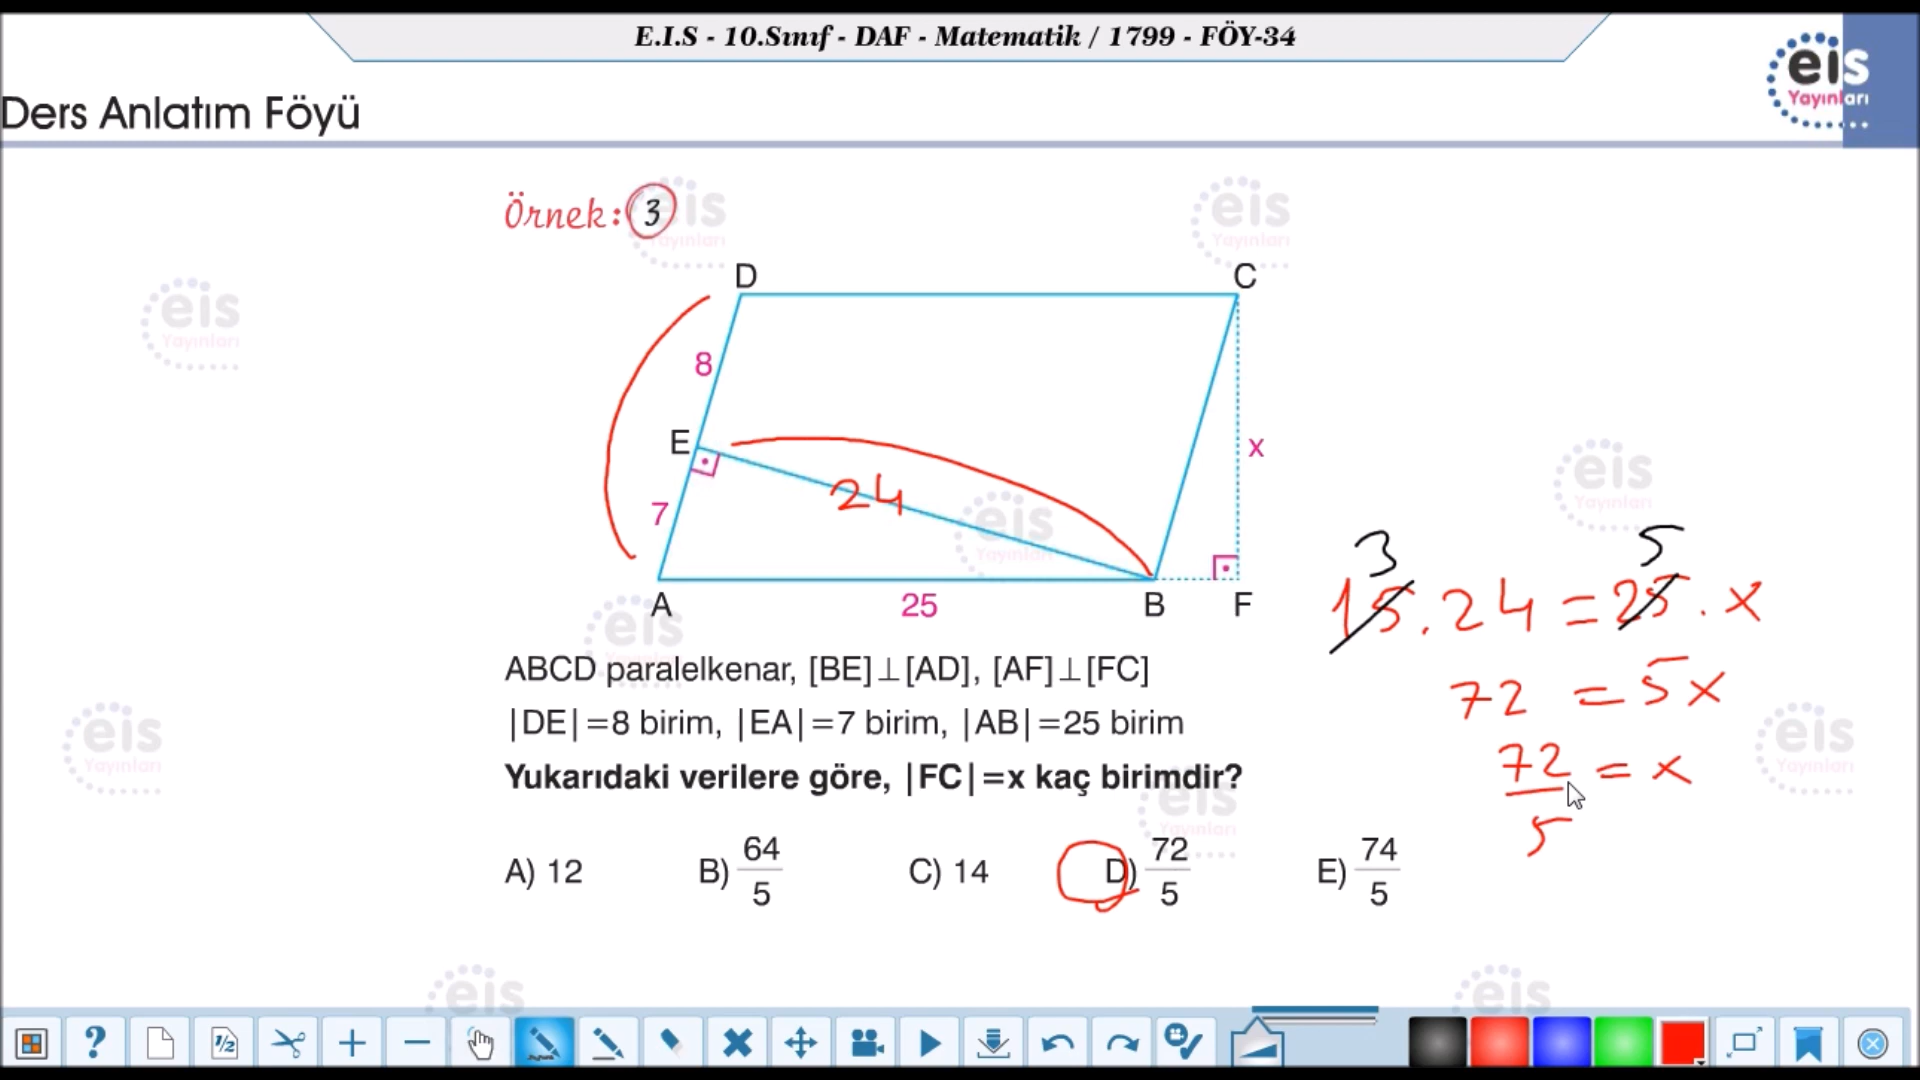 E.I.S - 10.Sınıf - DAF - Matematik / 1799 - FÖY-34
eis
Yayınları
Ders Anlatım Föyü
Örnek: 3
D
C
8
E
x
24
7
A
25
B
F
3 5
15.24=25.x
72 =5x
72/5 = x
ABCD paralelkenar, [BE]⊥[AD], [AF]⊥[FC]
|DE|=8 birim, |EA|=7 birim, |AB|=25 birim
Yukarıdaki verilere göre, |FC|=x kaç birimdir?
A) 12 B) 64/5 C) 14 D) 72/5 E) 74/5
? 1/2